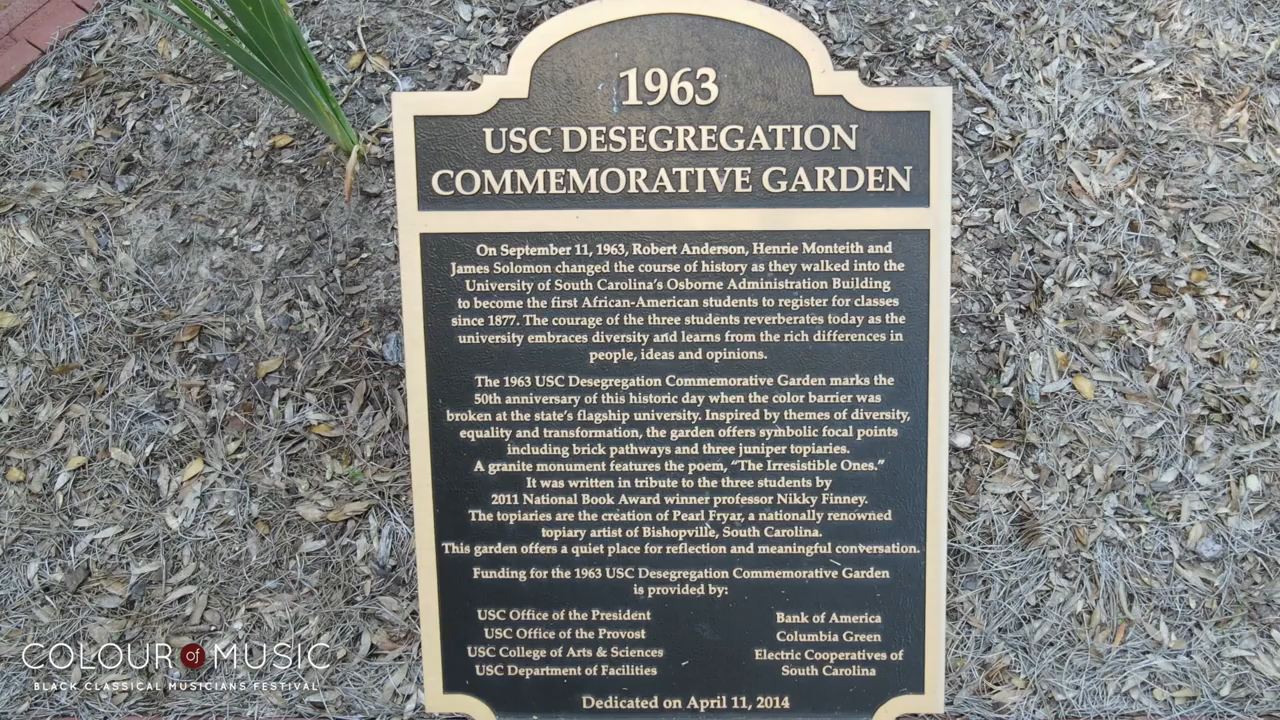 1963
USC DESEGREGATION
COMMEMORATIVE GARDEN
On September 11, 1963, Robert Anderson, Henrie Monteith and
James Solomon changed the course of history as they walked into the
University of South Carolina's Osborne Administration Building
to become the first African-American students to register for classes
since 1877. The courage of the three students reverberates today as the
university embraces diversity and learns from the rich differences in
people, ideas and opinions.
The 1963 USC Desegregation Commemorative Garden marks the
50th anniversary of this historic day when the color barrier was
broken at the state's flagship university. Inspired by themes of diversity,
equality and transformation, the garden offers symbolic focal points
including brick pathways and three juniper topiaries.
A granite monument features the poem, "The Irresistible Ones."
It was written in tribute to the three students by
2011 National Book Award winner professor Nikky Finney.
The topiaries are the creation of Pearl Fryar, a nationally renowned
topiary artist of Bishopville, South Carolina.
This garden offers a quiet place for reflection and meaningful conversation.
Funding for the 1963 USC Desegregation Commemorative Garden
is provided by:
USC Office of the President
USC Office of the Provost
USC College of Arts & Sciences
USC Department of Facilities
Bank of America
Columbia Green
Electric Cooperatives of
South Carolina
Dedicated on April 11, 2014
COLOUR of MUSIC
BLACK CLASSICAL MUSICIANS FESTIVAL